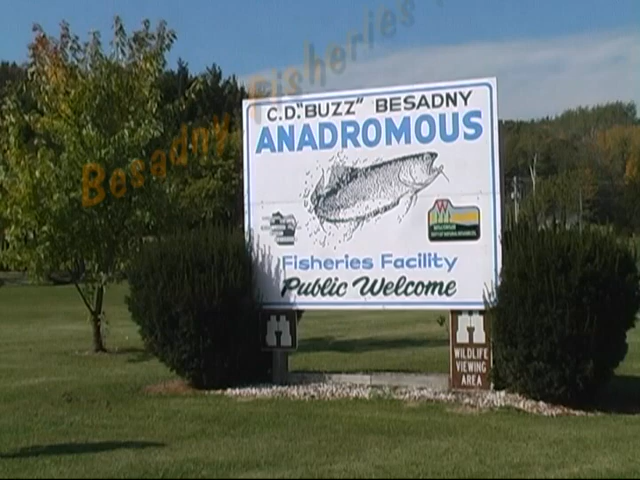 Besadny Fisheries
C.D. "BUZZ" BESADNY
ANADROMOUS
Fisheries Facility
Public Welcome
WILDLIFE
VIEWING
AREA